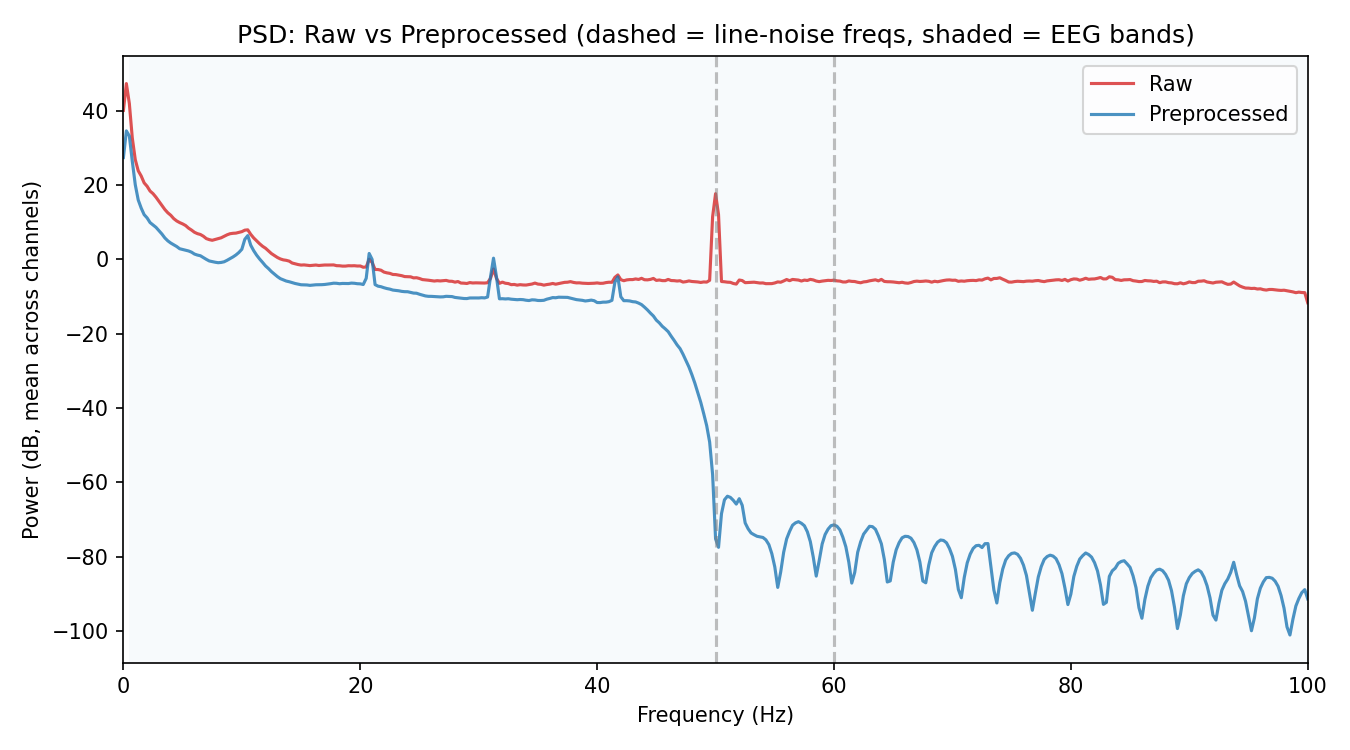 PSD: Raw vs Preprocessed (dashed = line-noise freqs, shaded = EEG bands)
Raw
Preprocessed
Power (dB, mean across channels)
40
20
0
−20
−40
−60
−80
−100
0
20
40
60
80
100
Frequency (Hz)